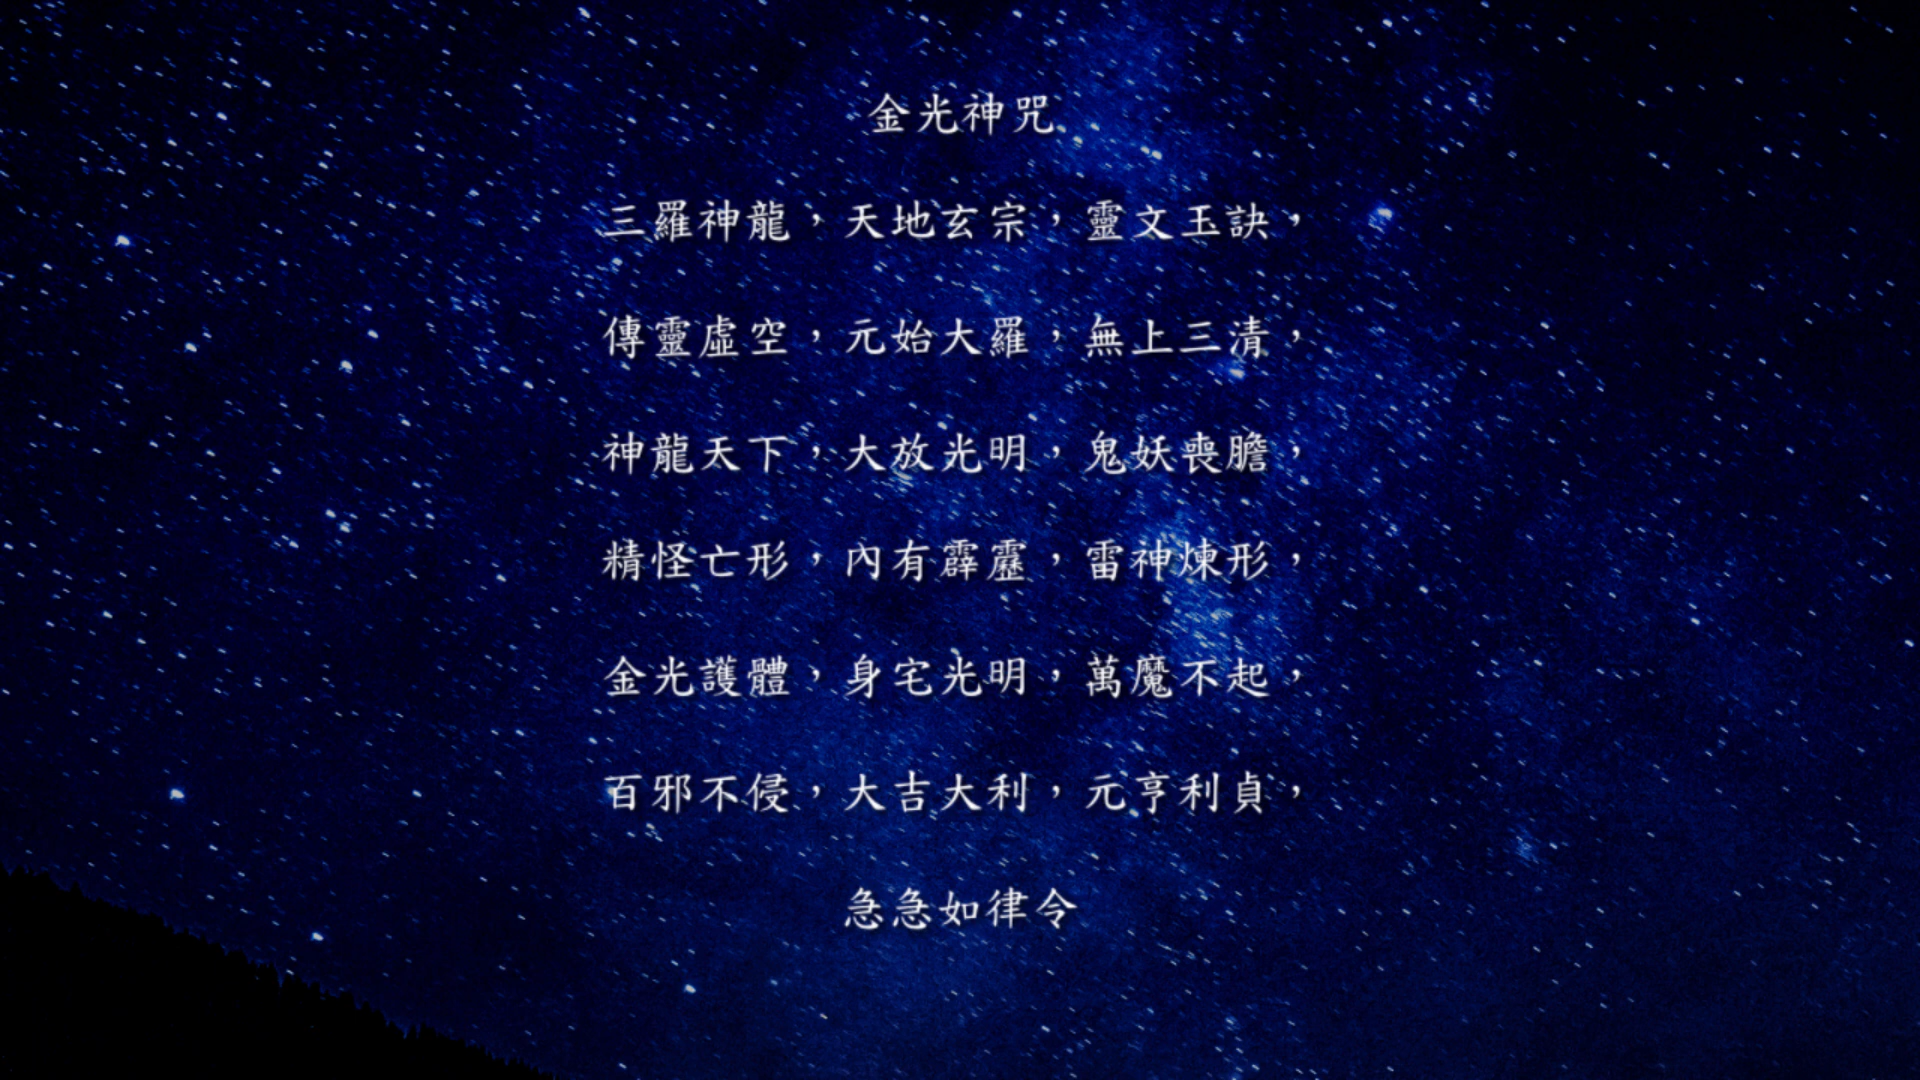 金光神咒
三羅神龍，天地玄宗，靈文玉訣，
傳靈虛空，元始大羅，無上三清，
神龍天下，大放光明，鬼妖喪膽，
精怪亡形，內有霹靂，雷神煉形，
金光護體，身宅光明，萬魔不起，
百邪不侵，大吉大利，元亨利貞，
急急如律令